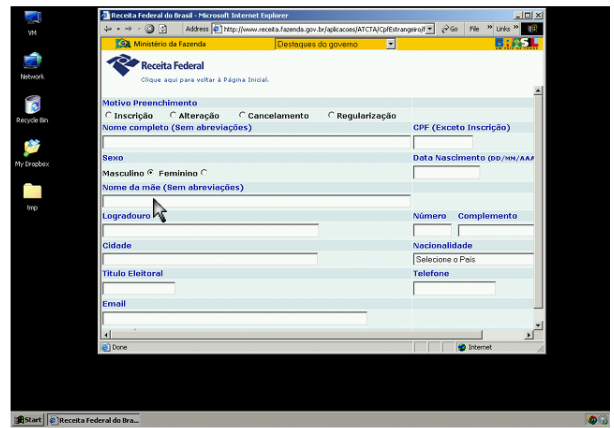 Receita Federal do Brasil - Microsoft Internet Explorer
Address http://www.receita.fazenda.gov.br/aplicacoes/ATCTA/CpfEstrangeiro/f Go File » Links »
Ministério da Fazenda Destaques do governo BRASIL
Receita Federal
Clique aqui para voltar à Página Inicial.
Motivo Preenchimento
Inscrição Alteração Cancelamento Regularização
Nome completo (Sem abreviações) CPF (Exceto Inscrição)
Sexo Data Nascimento (DD/MM/AAA
Masculino Feminino
Nome da mãe (Sem abreviações)
Logradouro Número Complemento
Cidade Nacionalidade
Selecione o País
Título Eleitoral Telefone
Email
Done Internet
VM
Network
Recycle Bin
My Dropbox
tmp
Start Receita Federal do Bra...